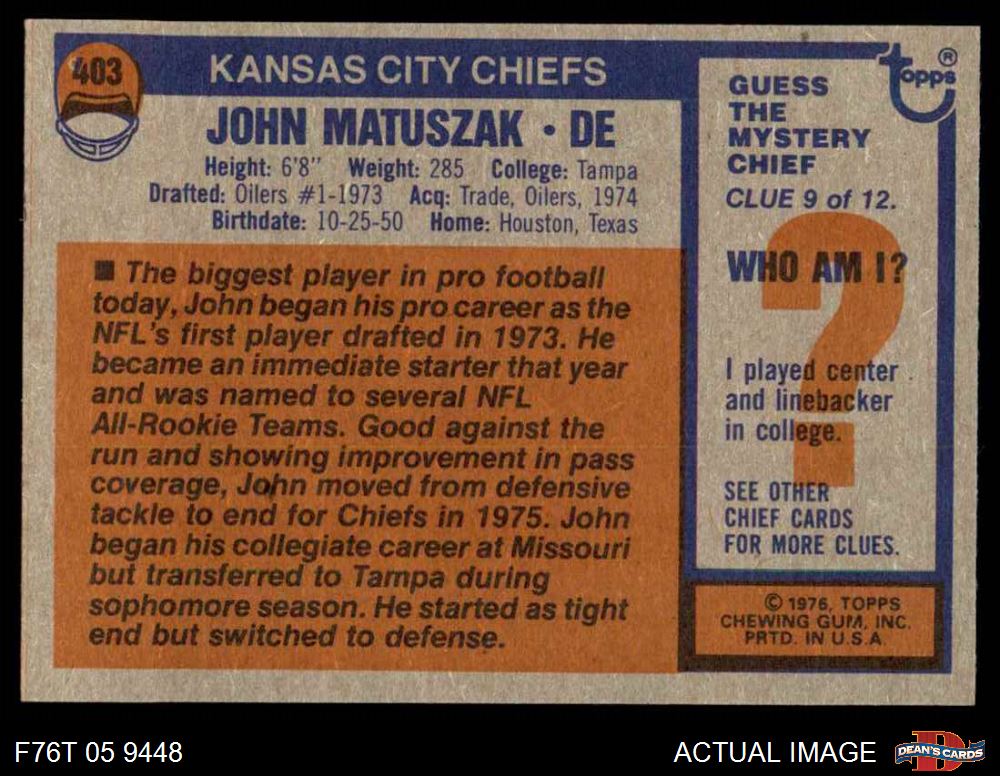 403
KANSAS CITY CHIEFS
JOHN MATUSZAK • DE
Height: 6'8" Weight: 285 College: Tampa
Drafted: Oilers #1-1973 Acq: Trade, Oilers, 1974
Birthdate: 10-25-50 Home: Houston, Texas
■ The biggest player in pro football
today, John began his pro career as the
NFL's first player drafted in 1973. He
became an immediate starter that year
and was named to several NFL
All-Rookie Teams. Good against the
run and showing improvement in pass
coverage, John moved from defensive
tackle to end for Chiefs in 1975. John
began his collegiate career at Missouri
but transferred to Tampa during
sophomore season. He started as tight
end but switched to defense.
topps®
GUESS
THE
MYSTERY
CHIEF
CLUE 9 of 12.
?
WHO AM I?
I played center
and linebacker
in college.
SEE OTHER
CHIEF CARDS
FOR MORE CLUES.
© 1976, TOPPS
CHEWING GUM, INC.
PRTD. IN U.S.A.
F76T 05 9448
ACTUAL IMAGE
D
DEAN'S CARDS